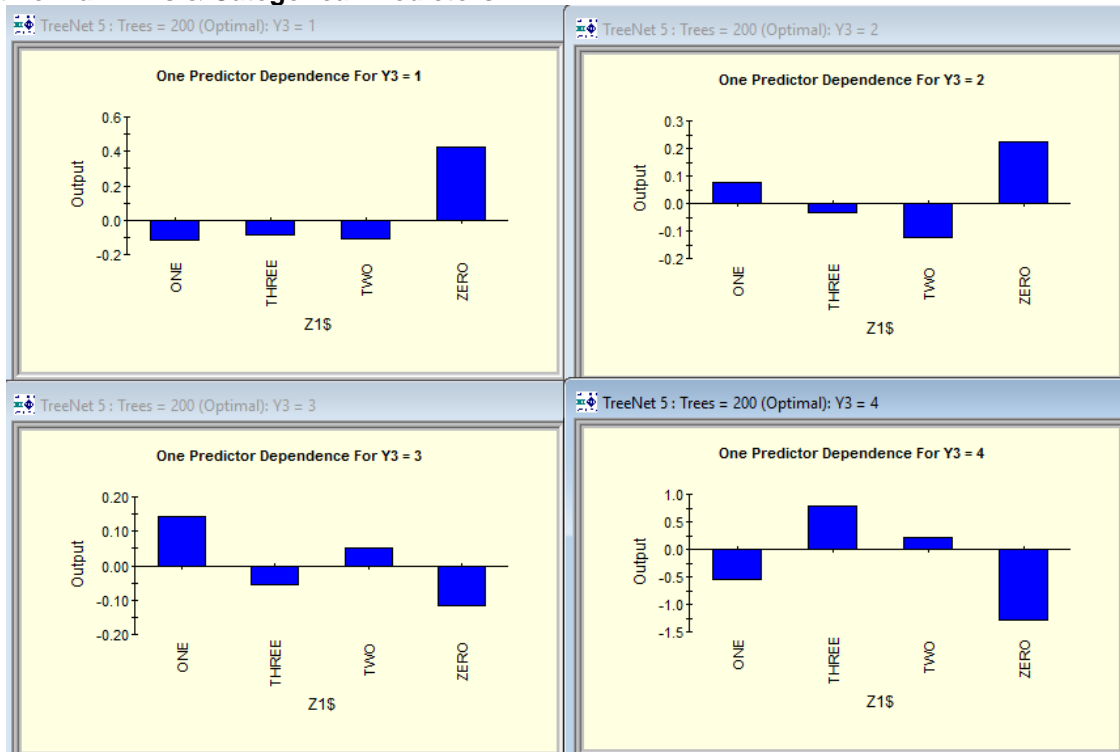 TreeNet 5 : Trees = 200 (Optimal): Y3 = 1
One Predictor Dependence For Y3 = 1
Output
0.6
0.4
0.2
0.0
-0.2
ONE
THREE
TWO
ZERO
Z1$
TreeNet 5 : Trees = 200 (Optimal): Y3 = 2
One Predictor Dependence For Y3 = 2
Output
0.3
0.2
0.1
0.0
-0.1
-0.2
ONE
THREE
TWO
ZERO
Z1$
TreeNet 5 : Trees = 200 (Optimal): Y3 = 3
One Predictor Dependence For Y3 = 3
Output
0.20
0.10
0.00
-0.10
-0.20
ONE
THREE
TWO
ZERO
Z1$
TreeNet 5 : Trees = 200 (Optimal): Y3 = 4
One Predictor Dependence For Y3 = 4
Output
1.0
0.5
0.0
-0.5
-1.0
-1.5
ONE
THREE
TWO
ZERO
Z1$